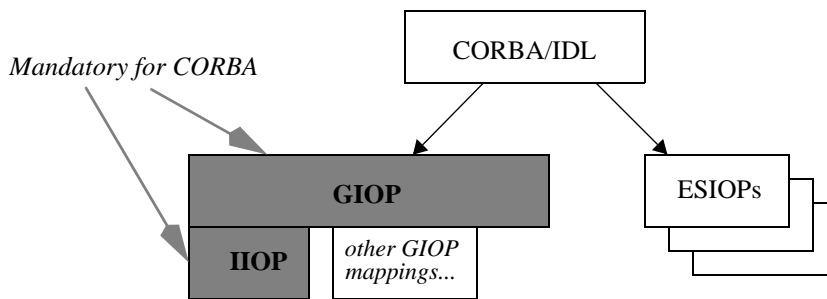 CORBA/IDL
Mandatory for CORBA
GIOP
ESIOPs
IIOP
other GIOP
mappings...